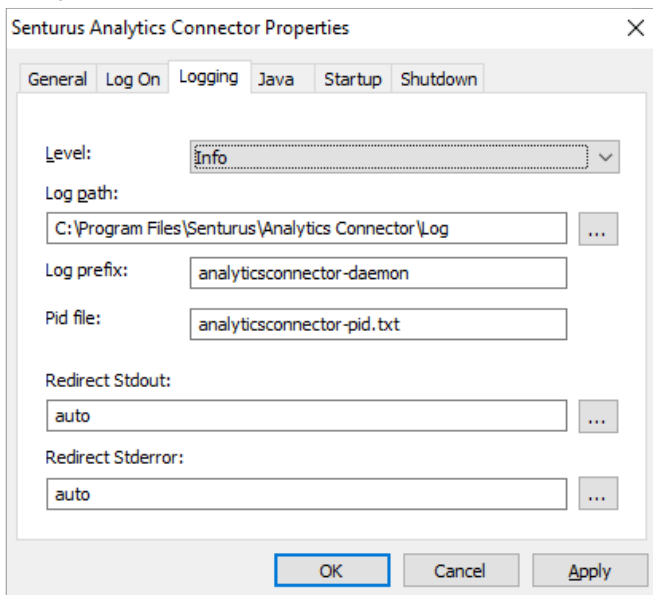 Senturus Analytics Connector Properties
General Log On Logging Java Startup Shutdown
Level: Info
Log path:
C:\Program Files\Senturus\Analytics Connector\Log ...
Log prefix: analyticsconnector-daemon
Pid file: analyticsconnector-pid.txt
Redirect Stdout:
auto ...
Redirect Stderror:
auto ...
OK Cancel Apply